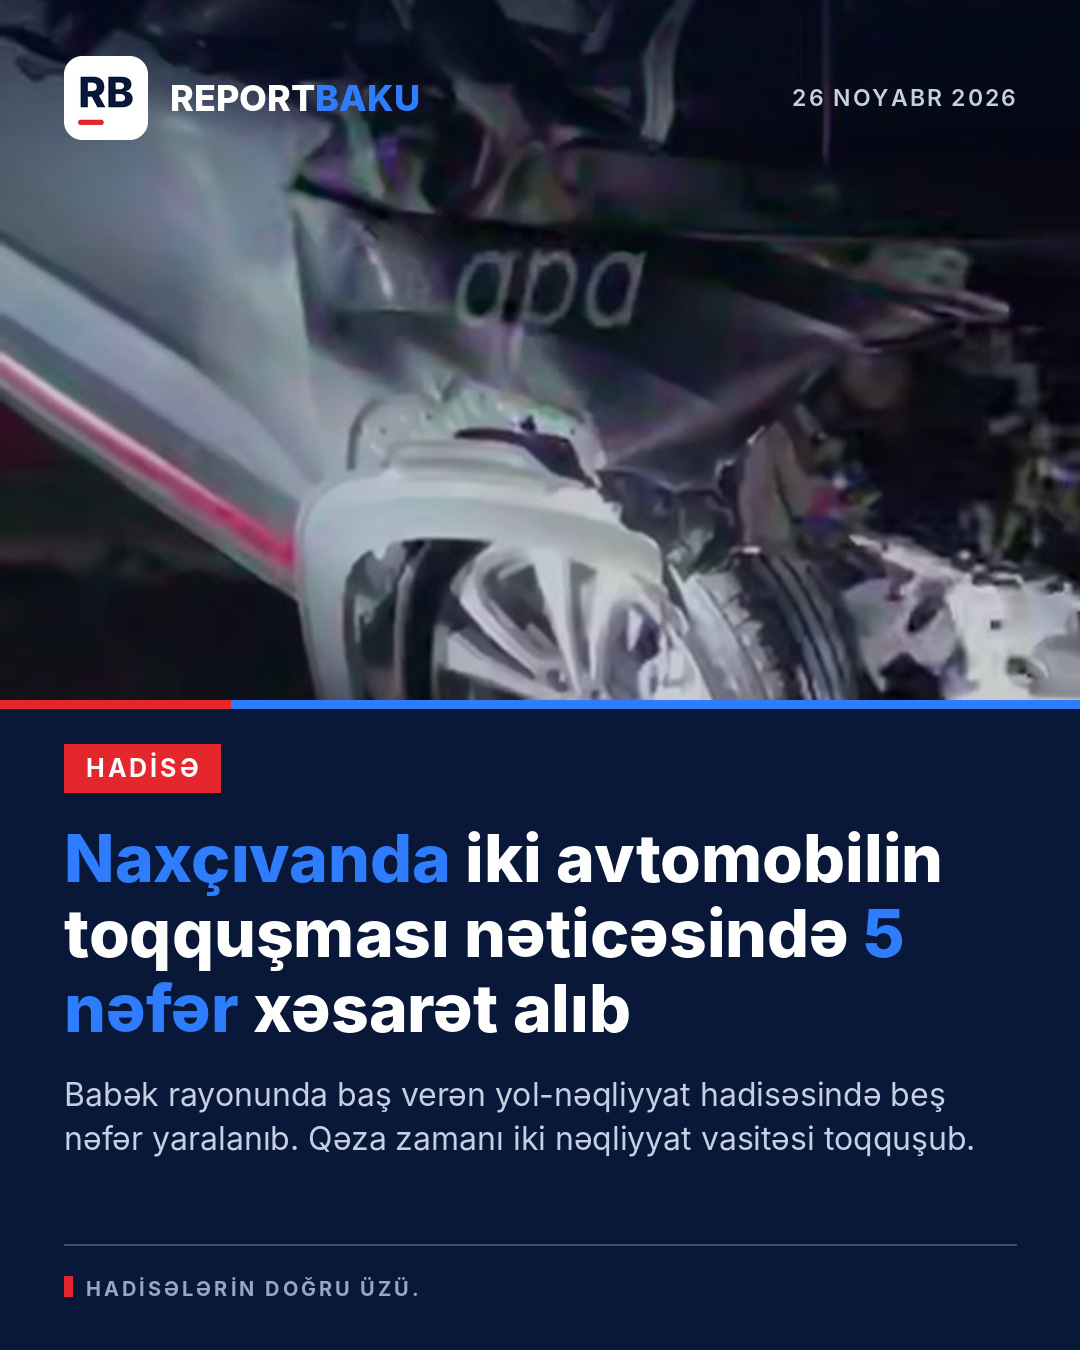 RB
REPORTBAKU
26 NOYABR 2026
apa
HADİSƏ
Naxçıvanda iki avtomobilin
toqquşması nəticəsində 5
nəfər xəsarət alıb
Babək rayonunda baş verən yol-nəqliyyat hadisəsində beş
nəfər yaralanıb. Qəza zamanı iki nəqliyyat vasitəsi toqquşub.
HADİSƏLƏRİN DOĞRU ÜZÜ.